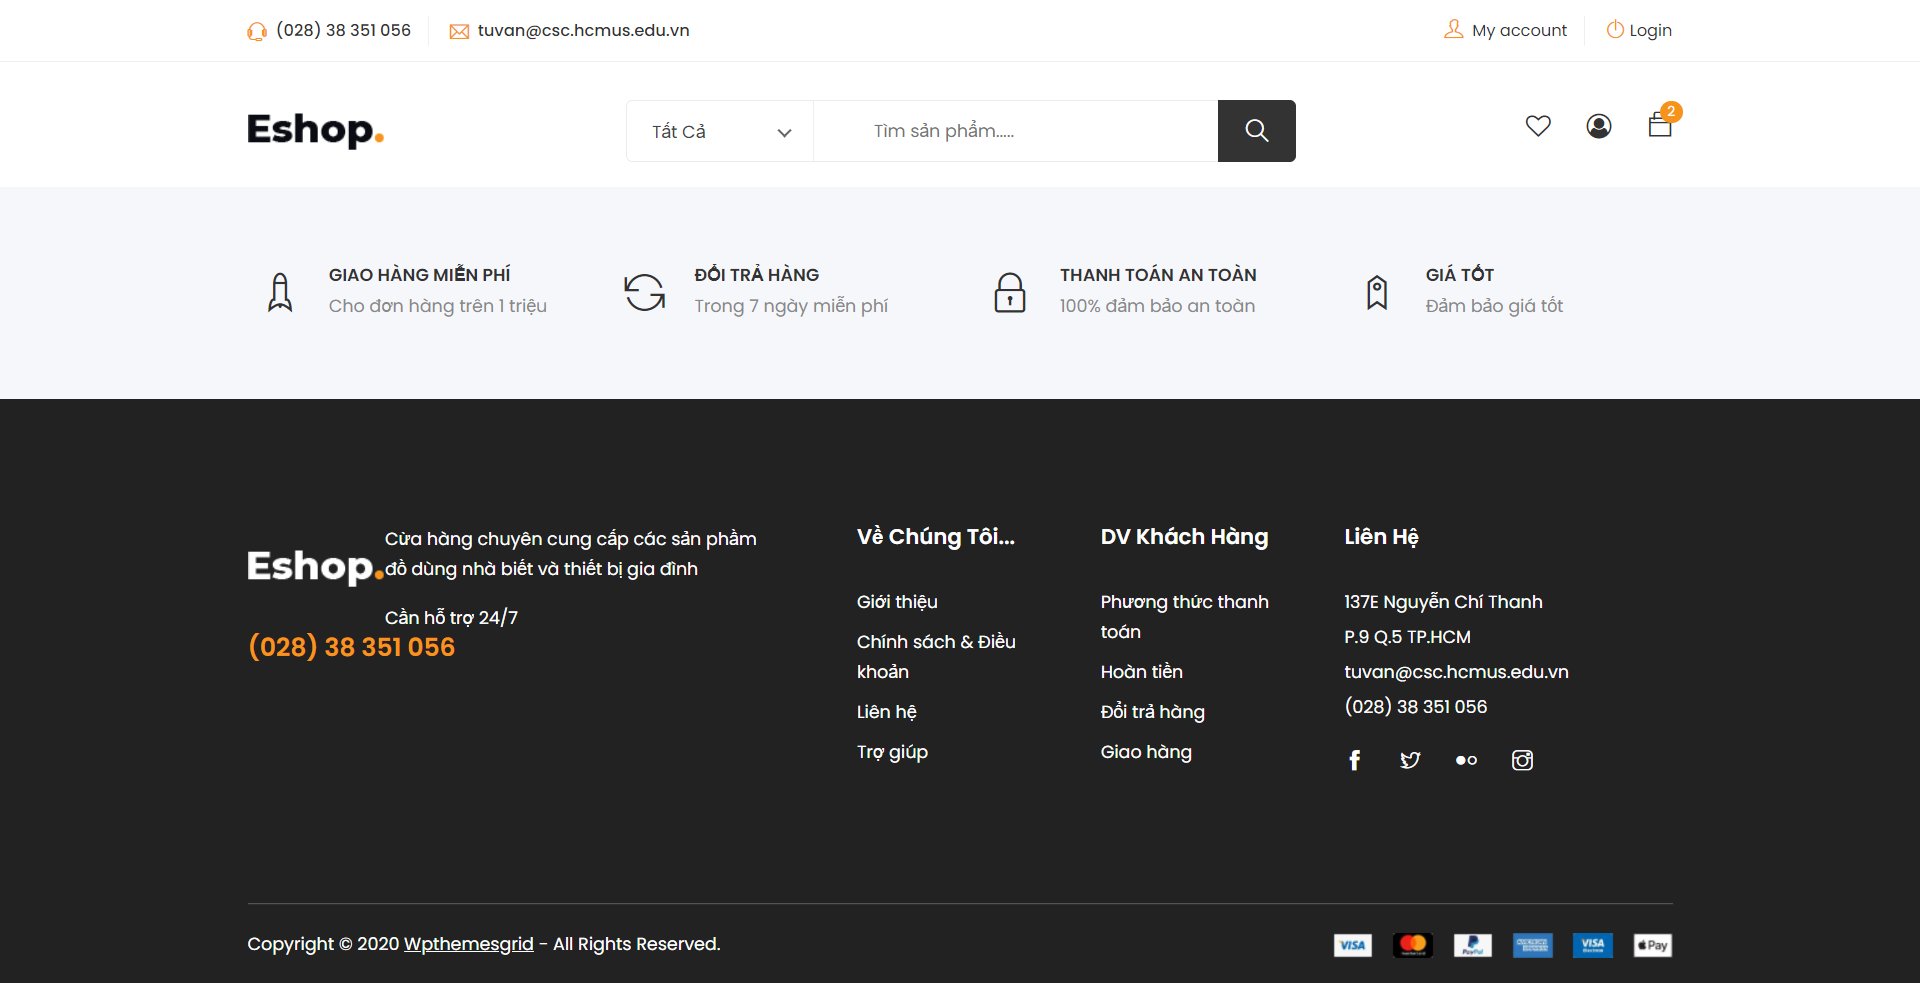 (028) 38 351 056
tuvan@csc.hcmus.edu.vn
My account
Login
Eshop.
Tất Cả
Tìm sản phẩm.....
2
GIAO HÀNG MIỄN PHÍ
Cho đơn hàng trên 1 triệu
ĐỔI TRẢ HÀNG
Trong 7 ngày miễn phí
THANH TOÁN AN TOÀN
100% đảm bảo an toàn
GIÁ TỐT
Đảm bảo giá tốt
Eshop.
Cừa hàng chuyên cung cấp các sản phầm
đồ dùng nhà biết và thiết bị gia đình
Cần hỗ trợ 24/7
(028) 38 351 056
Về Chúng Tôi...
Giới thiệu
Chính sách & Điều
khoản
Liên hệ
Trợ giúp
DV Khách Hàng
Phương thức thanh
toán
Hoàn tiền
Đổi trả hàng
Giao hàng
Liên Hệ
137E Nguyễn Chí Thanh
P.9 Q.5 TP.HCM
tuvan@csc.hcmus.edu.vn
(028) 38 351 056
Copyright © 2020 Wpthemesgrid - All Rights Reserved.
VISA
PayPal
VISA
Pay